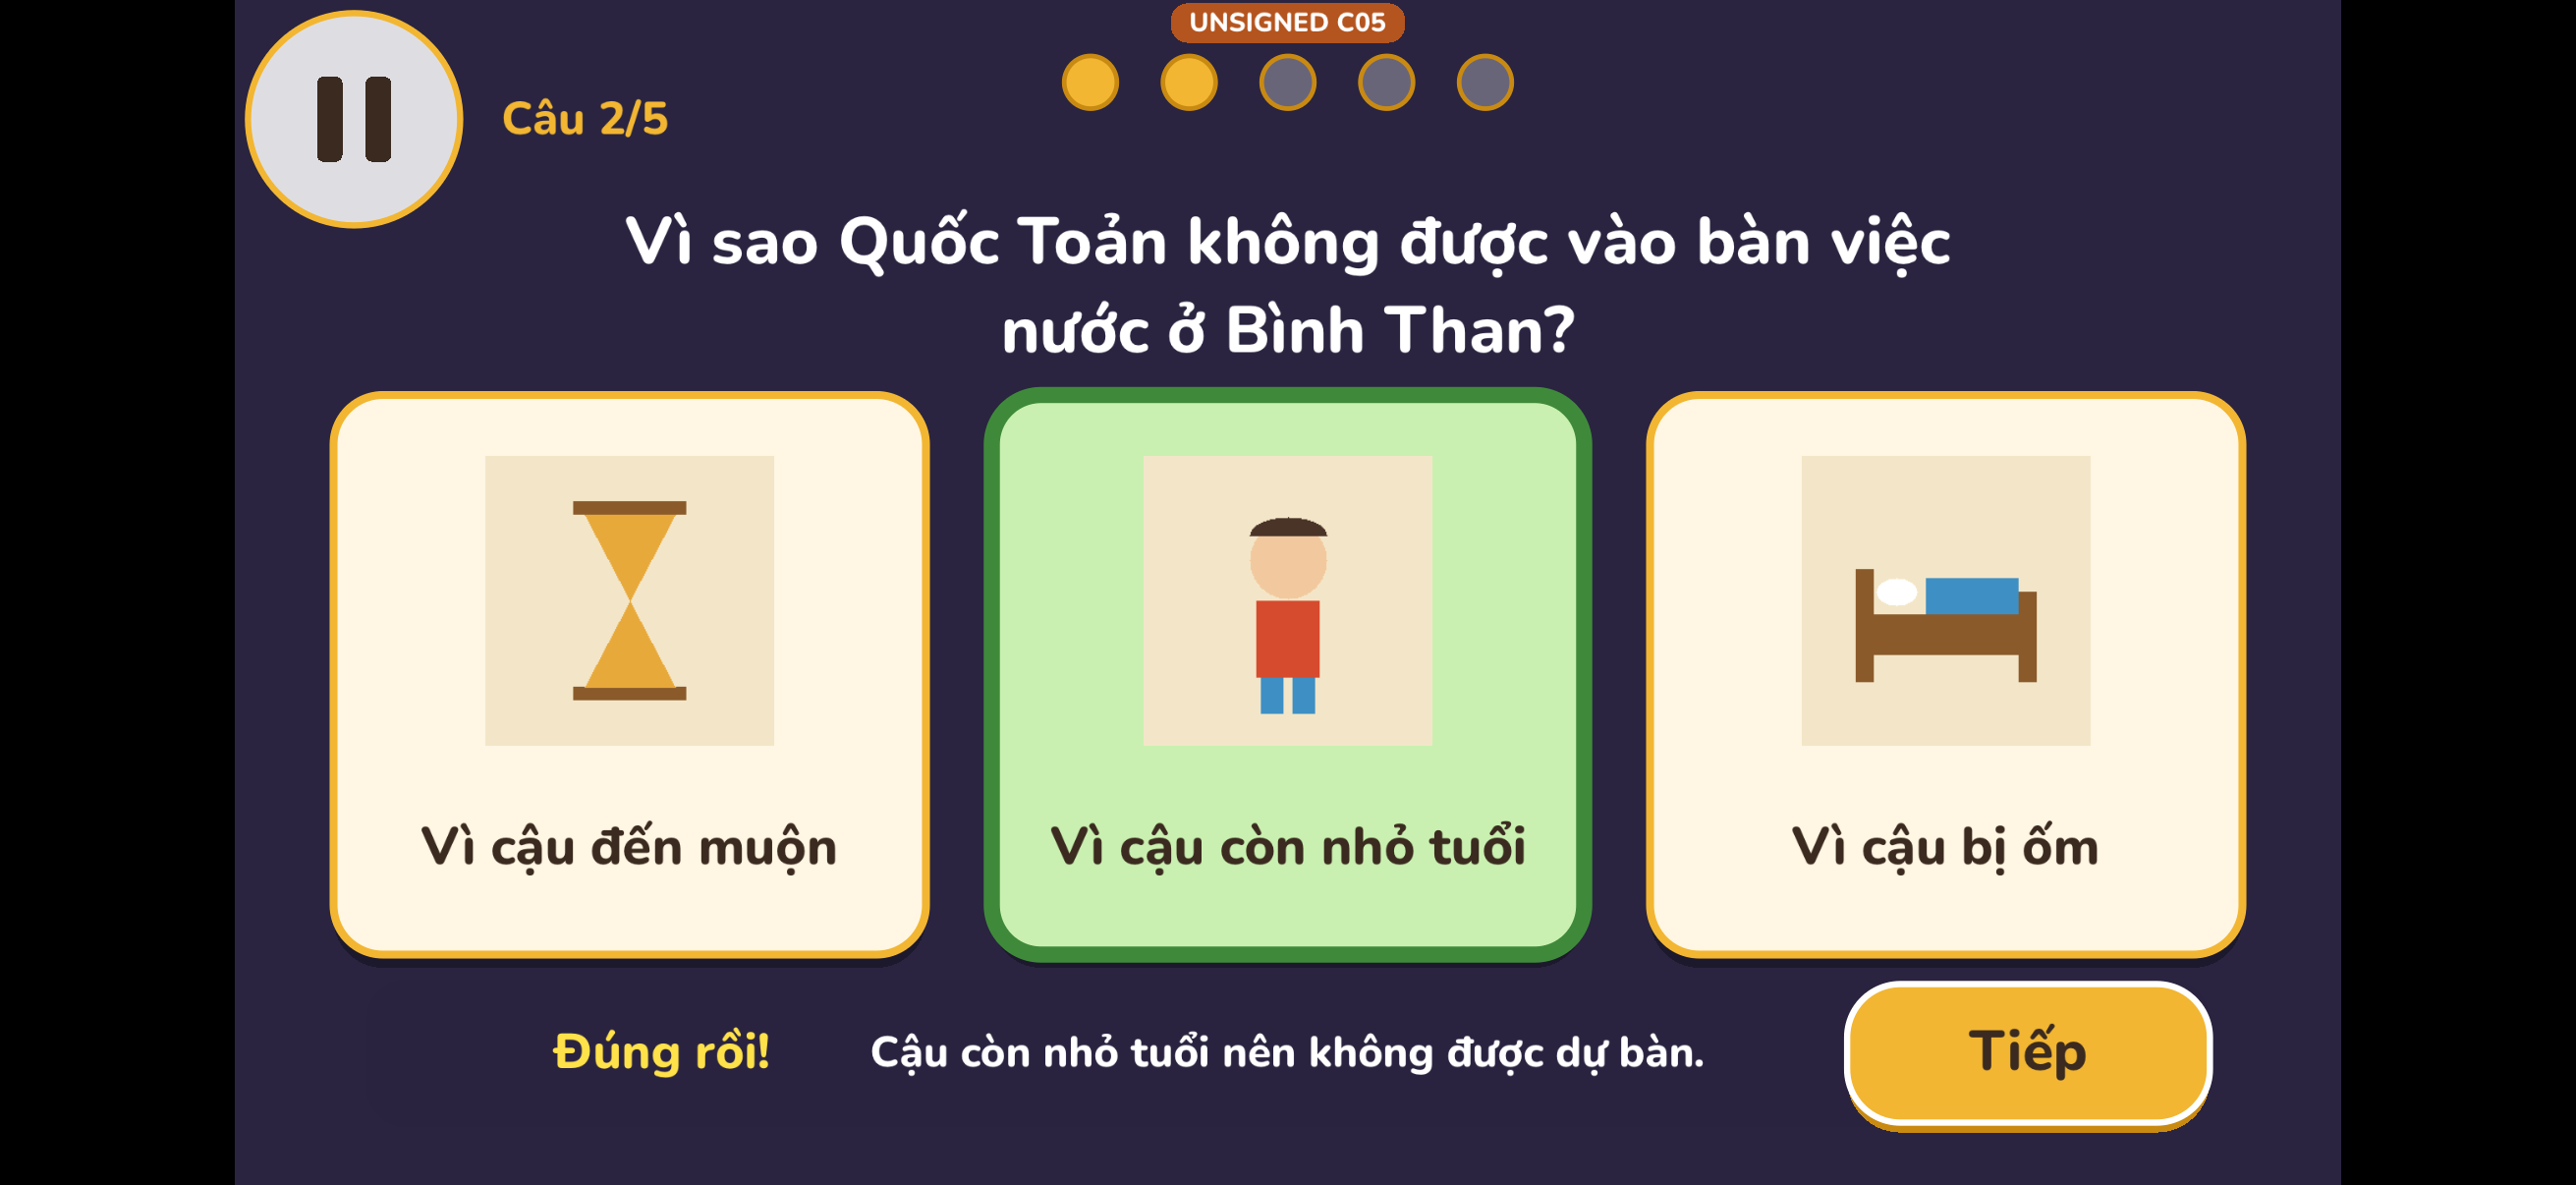 UNSIGNED C05
Câu 2/5
Vì sao Quốc Toản không được vào bàn việc
nước ở Bình Than?
Vì cậu đến muộn
Vì cậu còn nhỏ tuổi
Vì cậu bị ốm
Đúng rồi!
Cậu còn nhỏ tuổi nên không được dự bàn.
Tiếp